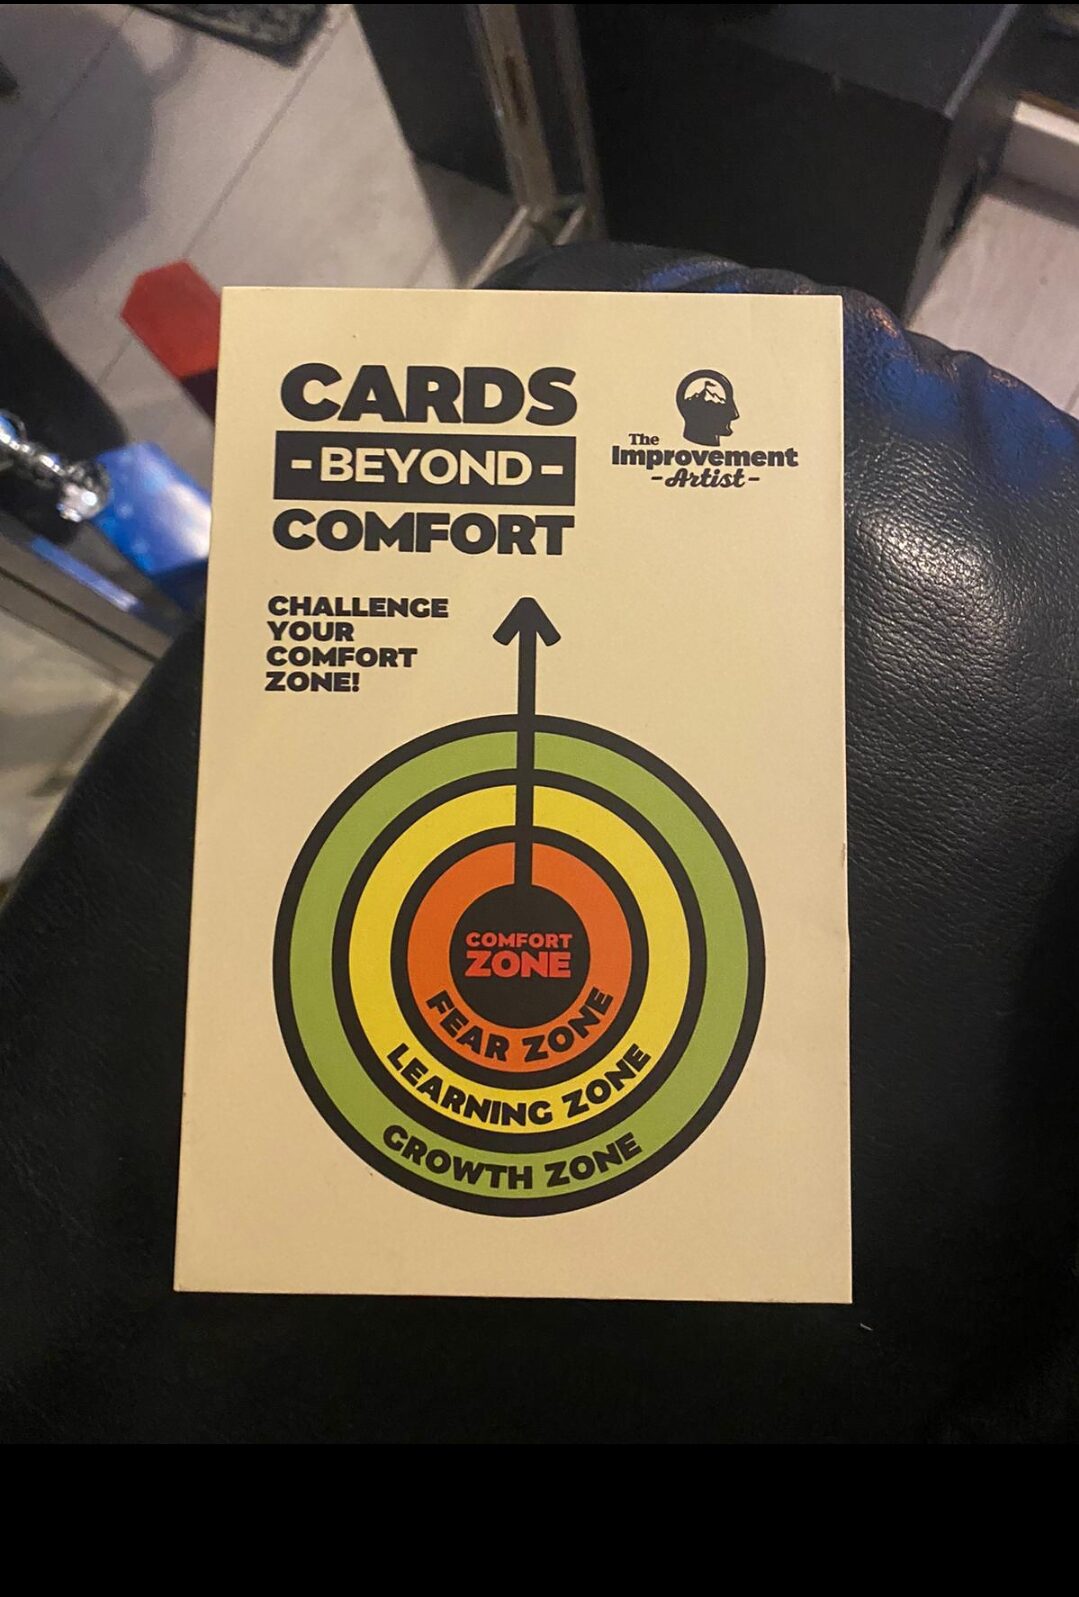 CARDS
-BEYOND-
COMFORT
The
Improvement
-Artist-
CHALLENGE
YOUR
COMFORT
ZONE!
COMFORT
ZONE
FEAR ZONE
LEARNING ZONE
GROWTH ZONE